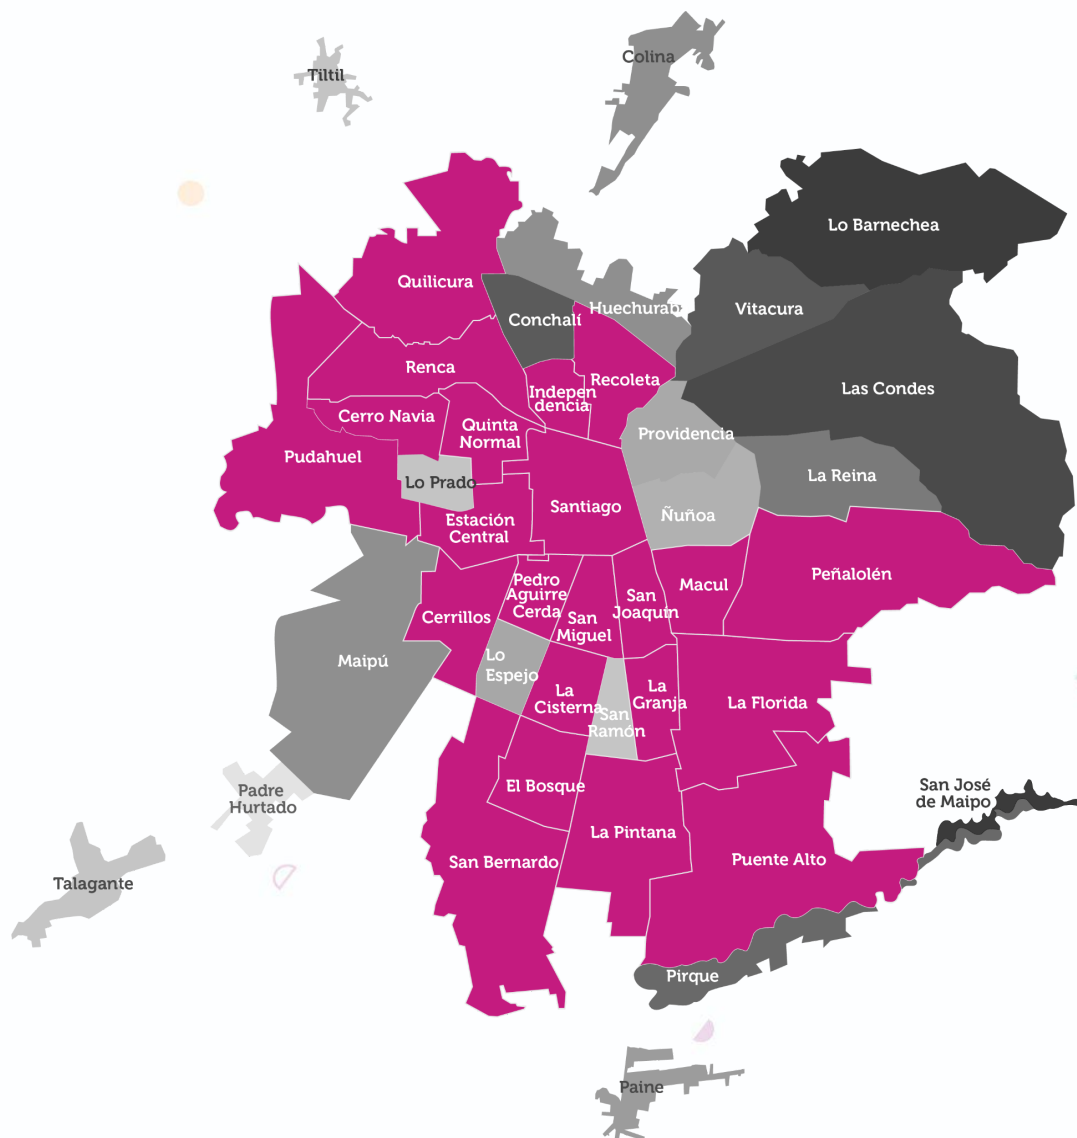 Colina
Tiltil
Lo Barnechea
Quilicura
Huechurab
Vitacura
Conchalí
Renca
Recoleta
Las Condes
Indepen
dencia
Cerro Navia
Quinta
Normal
Providencia
Pudahuel
La Reina
Lo Prado
Santiago
Ñuñoa
Estación
Central
Peñalolén
Pedro
Aguirre
Cerda
Macul
San
Joaquín
Cerrillos
San
Miguel
Maipú
Lo
Espejo
La
Cisterna
La
Granja
La Florida
San
Ramón
El Bosque
San José
de Maipo
Padre
Hurtado
La Pintana
Puente Alto
San Bernardo
Talagante
Pirque
Paine